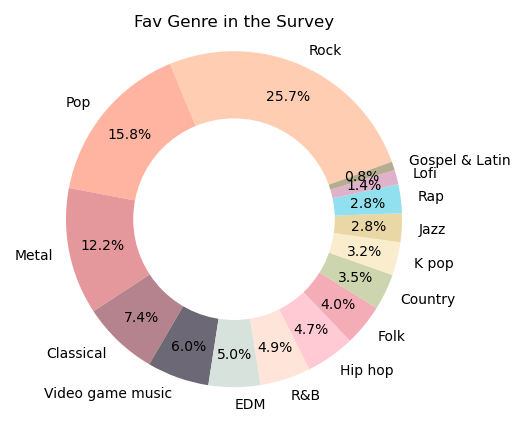 Fav Genre in the Survey
Rock
25.7%
Pop
15.8%
Metal
12.2%
Classical
7.4%
Video game music
6.0%
EDM
5.0%
R&B
4.9%
Hip hop
4.7%
Folk
4.0%
Country
3.5%
K pop
3.2%
Jazz
2.8%
Rap
2.8%
Lofi
1.4%
Gospel & Latin
0.8%